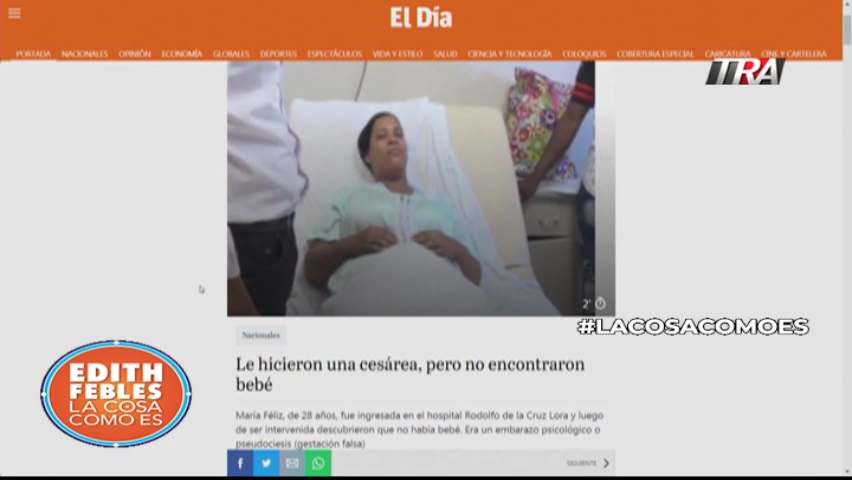 El Día
PORTADA NACIONALES OPINIÓN ECONOMÍA GLOBALES DEPORTES ESPECTÁCULOS VIDA Y ESTILO SALUD CIENCIA Y TECNOLOGÍA COLOQUIOS COBERTURA ESPECIAL CARICATURA CINE Y CARTELERA
TRA
2'
#LACOSACOMOES
Nacionales
Le hicieron una cesárea, pero no encontraron
bebé
María Féliz, de 28 años, fue ingresada en el hospital Rodolfo de la Cruz Lora y luego
de ser intervenida descubrieron que no había bebé. Era un embarazo psicológico o
pseudociesis (gestación falsa)
SIGUIENTE
EDITH
FEBLES
LA COSA
COMO ES